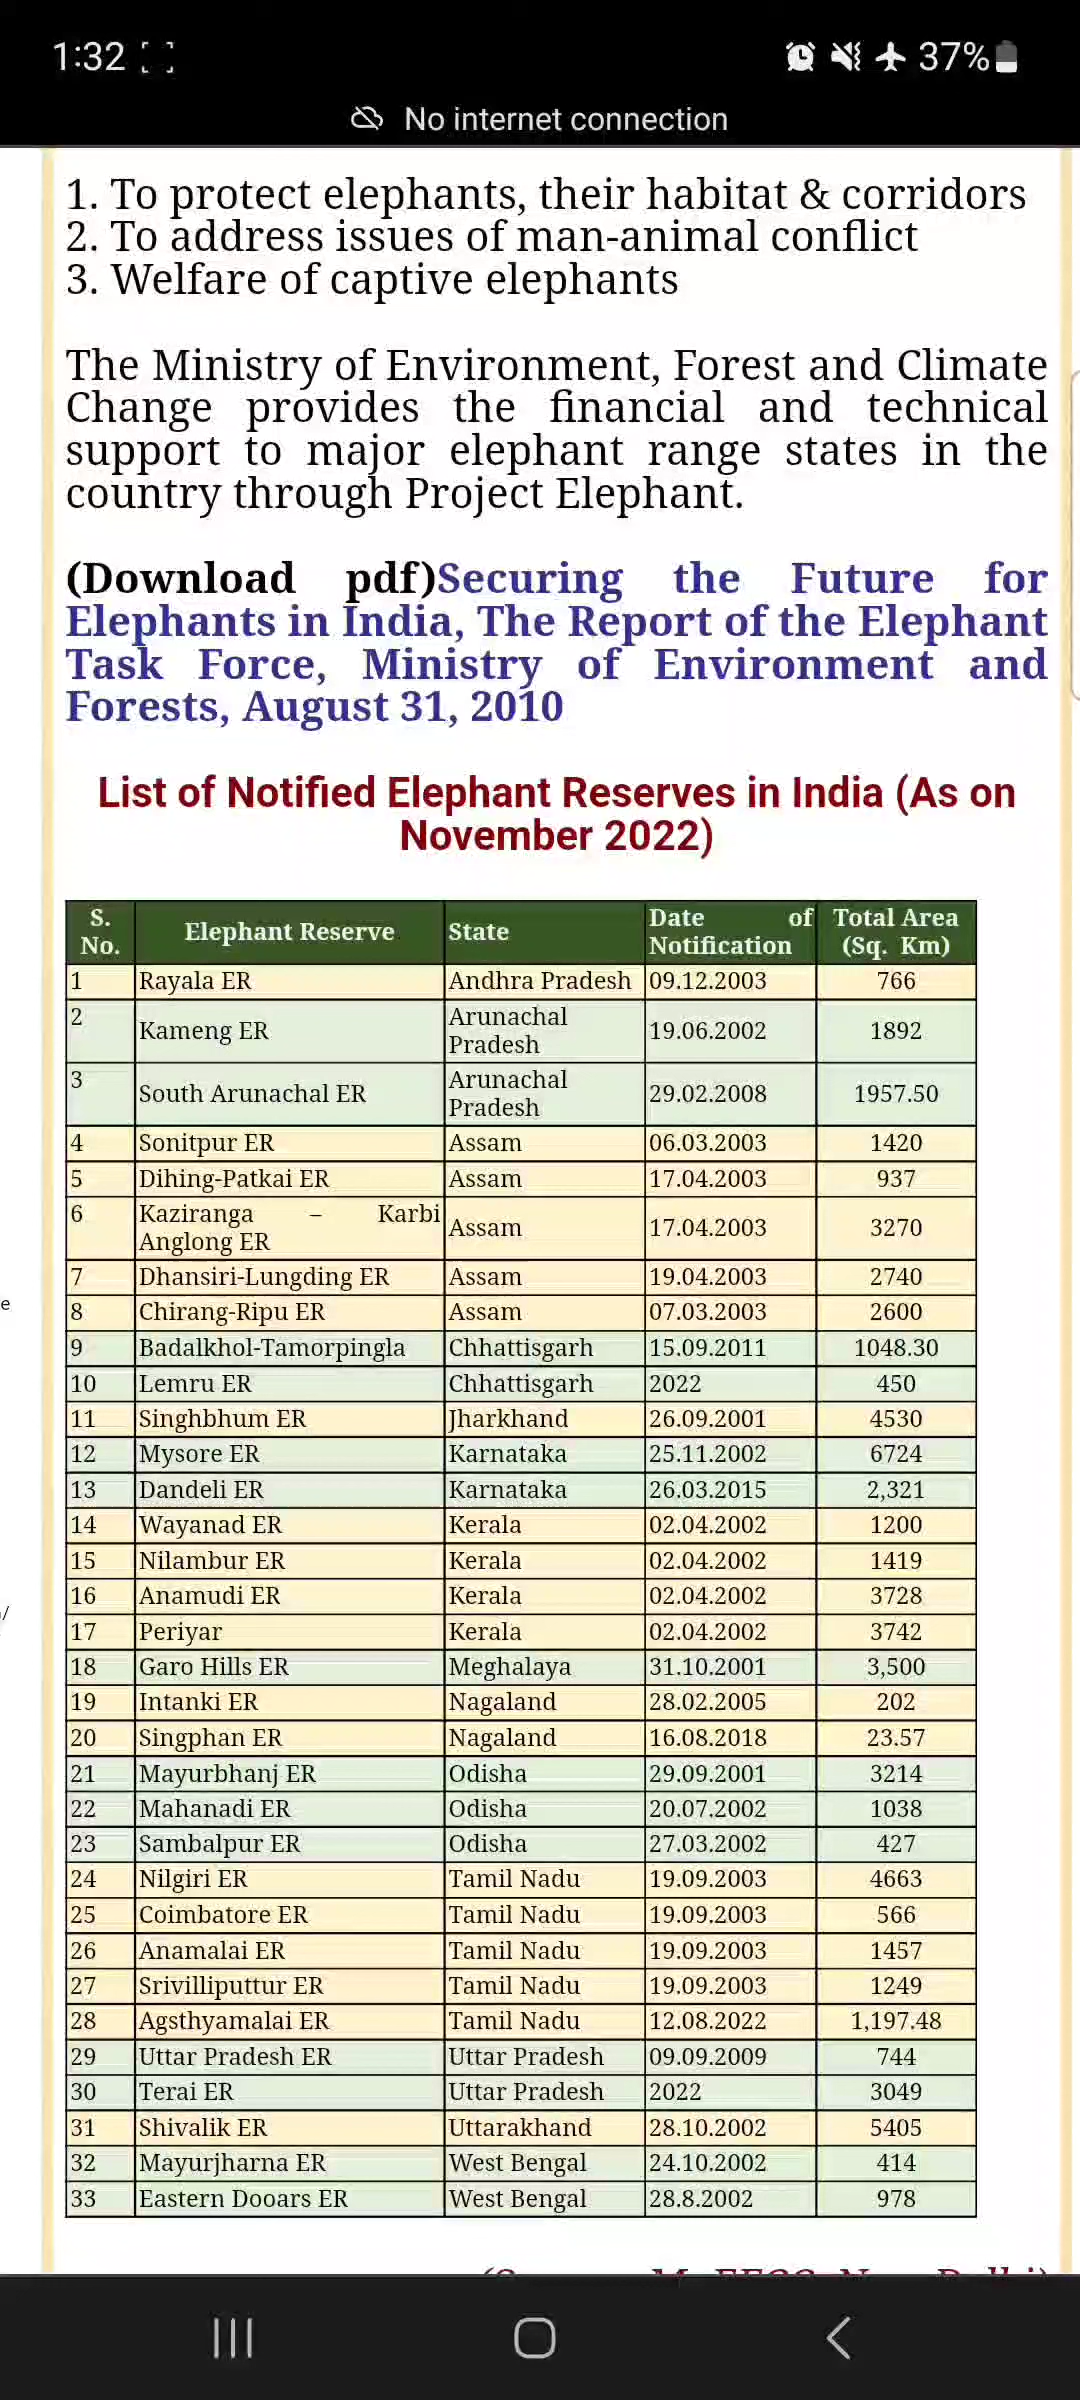 1:32
37%
No internet connection
1. To protect elephants, their habitat & corridors
2. To address issues of man-animal conflict
3. Welfare of captive elephants
The Ministry of Environment, Forest and Climate
Change provides the financial and technical
support to major elephant range states in the
country through Project Elephant.
(Download pdf)Securing the Future for
Elephants in India, The Report of the Elephant
Task Force, Ministry of Environment and
Forests, August 31, 2010
List of Notified Elephant Reserves in India (As on
November 2022)
S. No. Elephant Reserve State Date of Notification Total Area (Sq. Km)
1 Rayala ER Andhra Pradesh 09.12.2003 766
2 Kameng ER Arunachal Pradesh 19.06.2002 1892
3 South Arunachal ER Arunachal Pradesh 29.02.2008 1957.50
4 Sonitpur ER Assam 06.03.2003 1420
5 Dihing-Patkai ER Assam 17.04.2003 937
6 Kaziranga – Karbi Anglong ER Assam 17.04.2003 3270
7 Dhansiri-Lungding ER Assam 19.04.2003 2740
8 Chirang-Ripu ER Assam 07.03.2003 2600
9 Badalkhol-Tamorpingla Chhattisgarh 15.09.2011 1048.30
10 Lemru ER Chhattisgarh 2022 450
11 Singhbhum ER Jharkhand 26.09.2001 4530
12 Mysore ER Karnataka 25.11.2002 6724
13 Dandeli ER Karnataka 26.03.2015 2,321
14 Wayanad ER Kerala 02.04.2002 1200
15 Nilambur ER Kerala 02.04.2002 1419
16 Anamudi ER Kerala 02.04.2002 3728
17 Periyar Kerala 02.04.2002 3742
18 Garo Hills ER Meghalaya 31.10.2001 3,500
19 Intanki ER Nagaland 28.02.2005 202
20 Singphan ER Nagaland 16.08.2018 23.57
21 Mayurbhanj ER Odisha 29.09.2001 3214
22 Mahanadi ER Odisha 20.07.2002 1038
23 Sambalpur ER Odisha 27.03.2002 427
24 Nilgiri ER Tamil Nadu 19.09.2003 4663
25 Coimbatore ER Tamil Nadu 19.09.2003 566
26 Anamalai ER Tamil Nadu 19.09.2003 1457
27 Srivilliputtur ER Tamil Nadu 19.09.2003 1249
28 Agsthyamalai ER Tamil Nadu 12.08.2022 1,197.48
29 Uttar Pradesh ER Uttar Pradesh 09.09.2009 744
30 Terai ER Uttar Pradesh 2022 3049
31 Shivalik ER Uttarakhand 28.10.2002 5405
32 Mayurjharna ER West Bengal 24.10.2002 414
33 Eastern Dooars ER West Bengal 28.8.2002 978